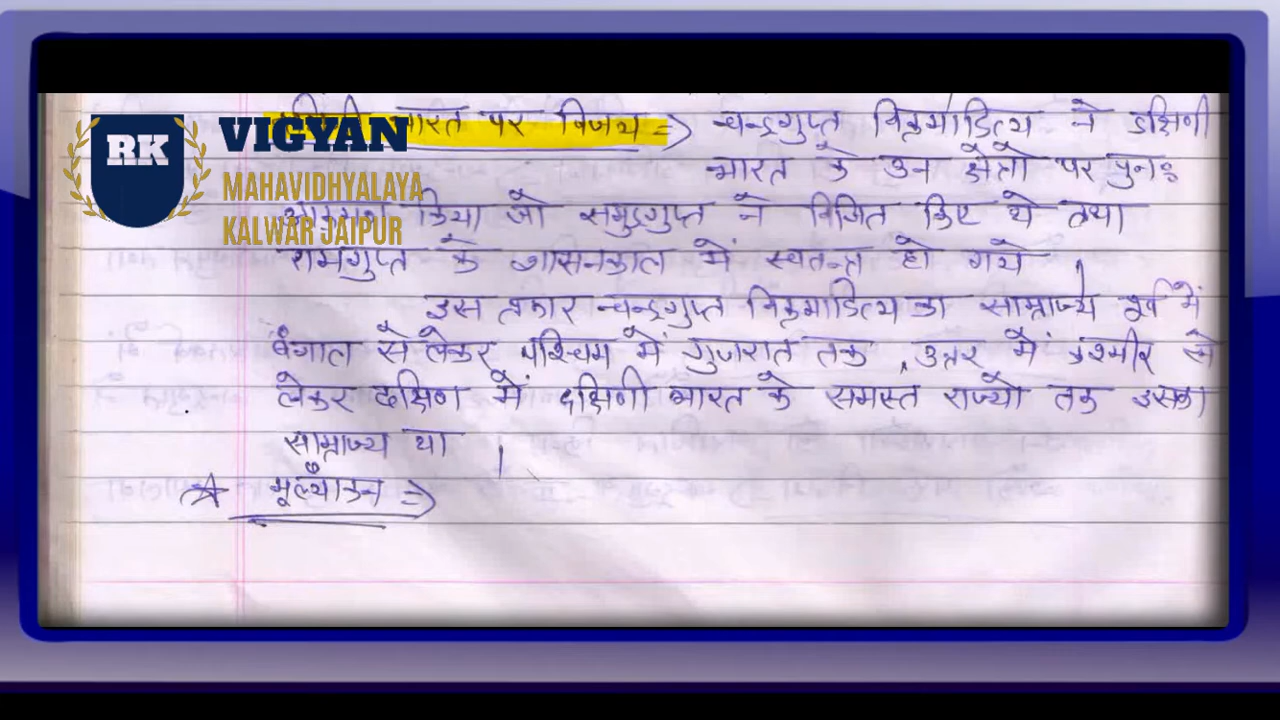 भारत पर विजय => चन्द्रगुप्त विक्रमादित्य ने दक्षिणी
भारत के उन क्षेत्रो पर पुनः
RK VIGYAN
MAHAVIDHYALAYA
KALWAR JAIPUR
किया जो समुद्रगुप्त ने विजित किए थे तथा
रामगुप्त के शासनकाल में स्वतन्त्र हो गये ।
इस प्रकार चन्द्रगुप्त विक्रमादित्य का साम्राज्य पूर्व में
बंगाल से लेकर पश्चिम में गुजरात तक , उत्तर में कश्मीर से
लेकर दक्षिण में दक्षिणी भारत के समस्त राज्यो तक इसका
साम्राज्य था ।
☆ मूल्याँकन =>